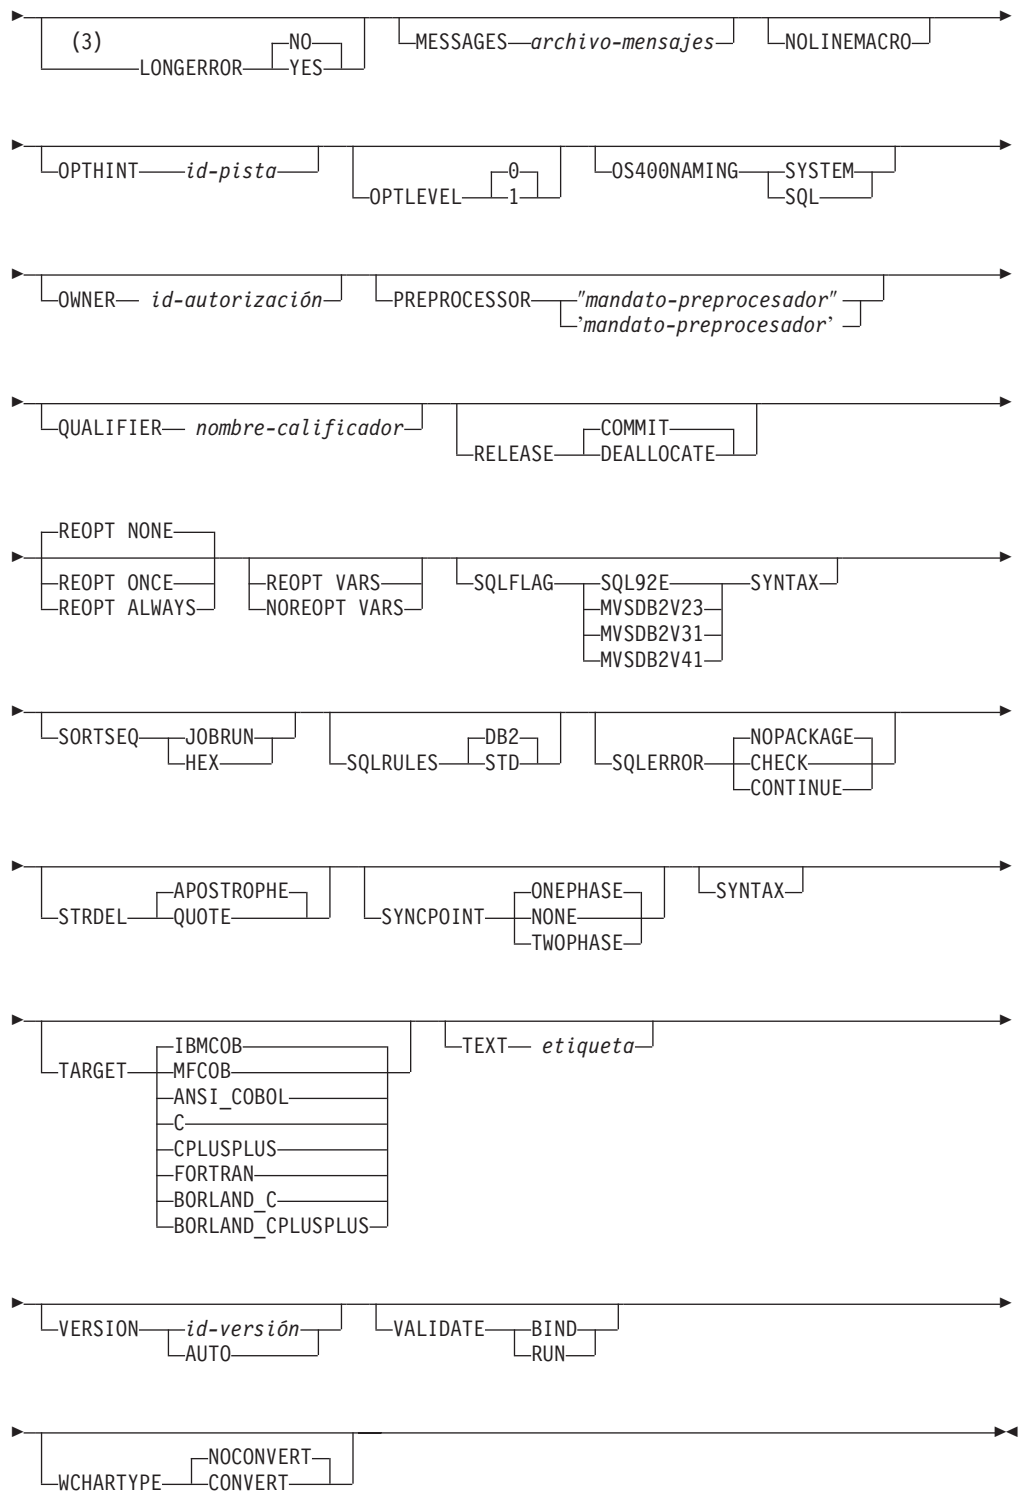 (3) NO MESSAGES archivo-mensajes NOLINEMACRO
LONGERROR YES
OPTHINT id-pista 0 OS400NAMING SYSTEM
OPTLEVEL 1 SQL
OWNER id-autorización PREPROCESSOR "mandato-preprocesador"
'mandato-preprocesador'
QUALIFIER nombre-calificador COMMIT
RELEASE DEALLOCATE
REOPT NONE
REOPT ONCE REOPT VARS SQLFLAG SQL92E SYNTAX
REOPT ALWAYS NOREOPT VARS MVSDB2V23
MVSDB2V31
MVSDB2V41
SORTSEQ JOBRUN DB2 NOPACKAGE
HEX SQLRULES STD SQLERROR CHECK
CONTINUE
APOSTROPHE ONEPHASE SYNTAX
STRDEL QUOTE SYNCPOINT NONE
TWOPHASE
IBMCOB TEXT etiqueta
TARGET MFCOB
ANSI_COBOL
C
CPLUSPLUS
FORTRAN
BORLAND_C
BORLAND_CPLUSPLUS
VERSION id-versión VALIDATE BIND
AUTO RUN
NOCONVERT
WCHARTYPE CONVERT